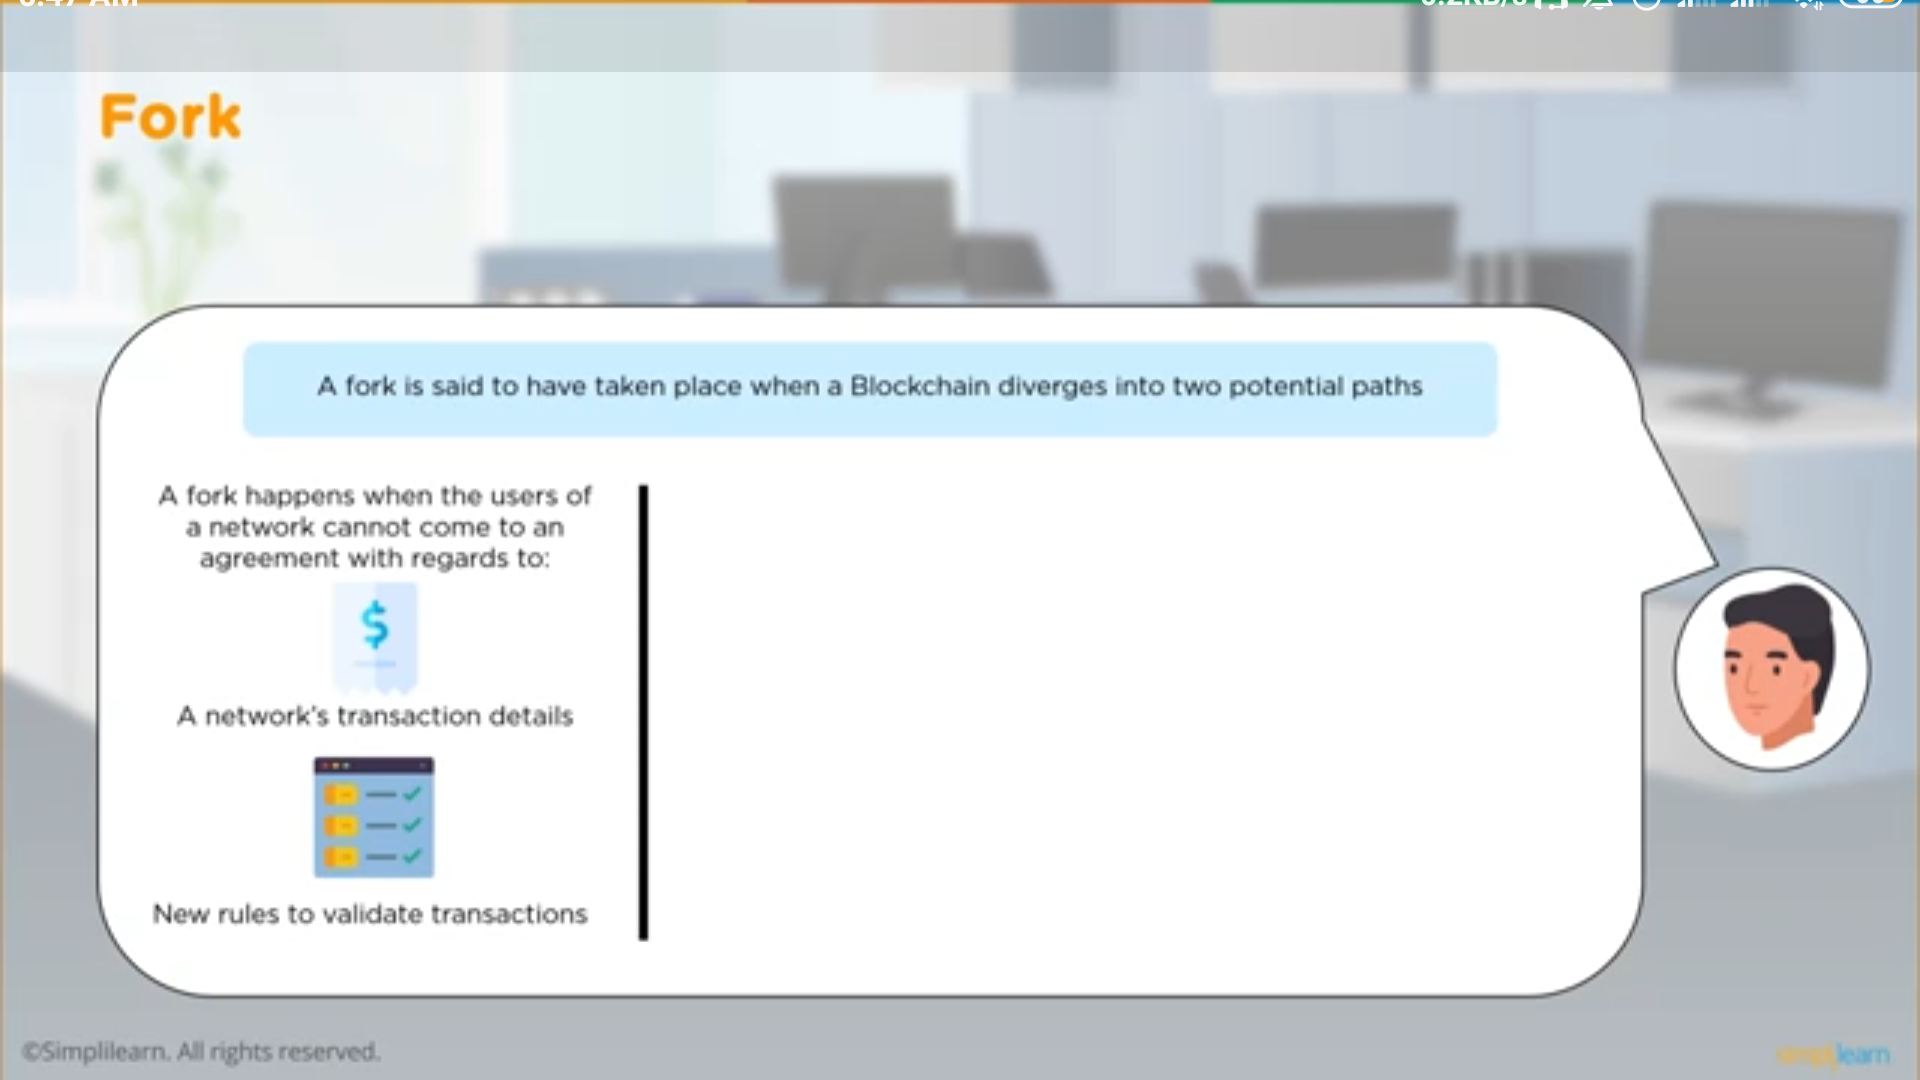 Fork
A fork is said to have taken place when a Blockchain diverges into two potential paths
A fork happens when the users of
a network cannot come to an
agreement with regards to:
$
A network's transaction details
New rules to validate transactions
©Simplilearn. All rights reserved.
simplilearn